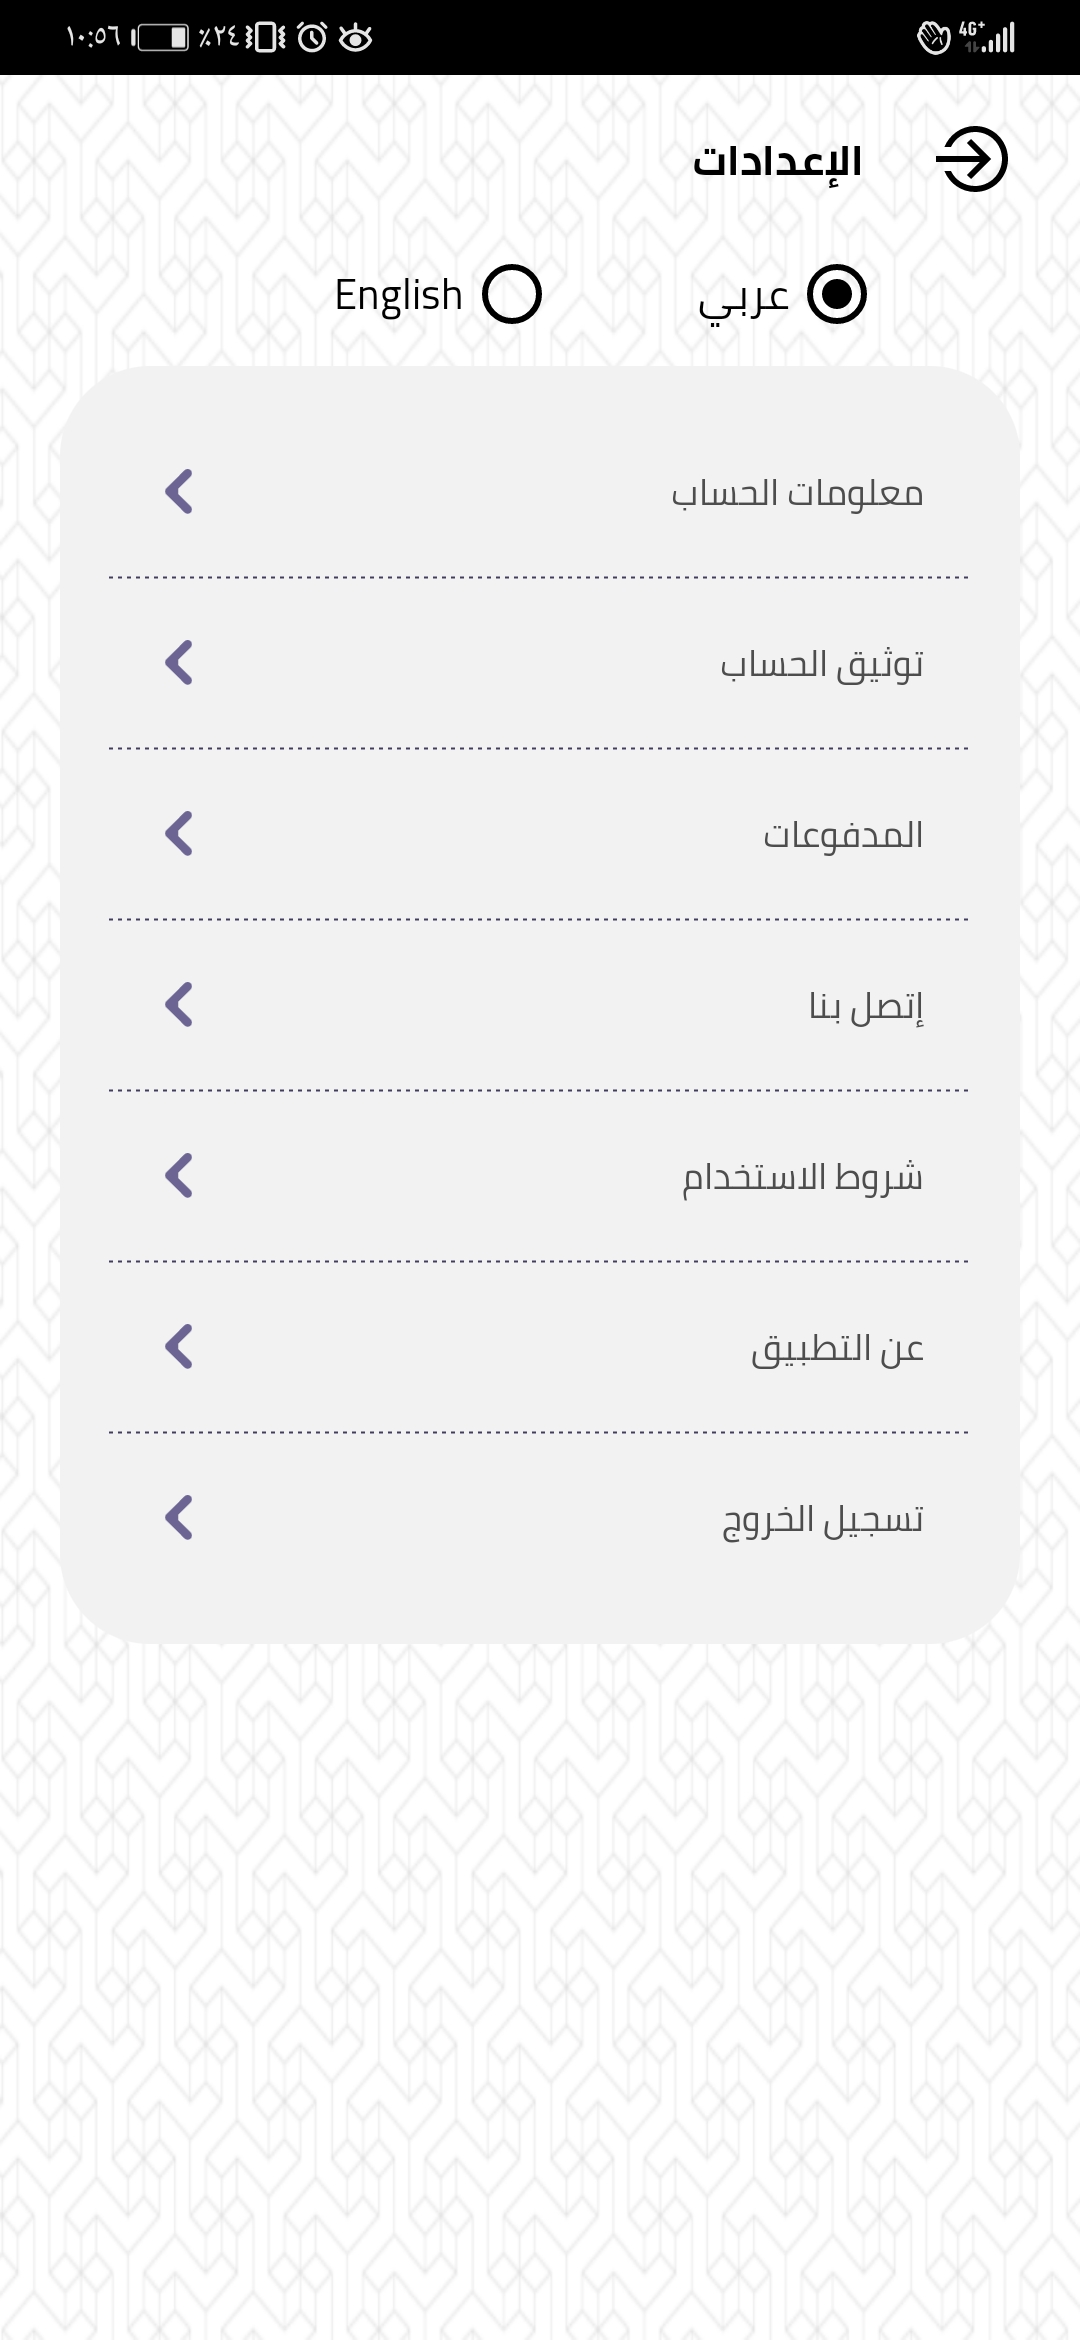 ١٠:٥٦ ٪٢٤ 4G+
الإعدادات
عربي English
معلومات الحساب
توثيق الحساب
المدفوعات
إتصل بنا
شروط الاستخدام
عن التطبيق
تسجيل الخروج